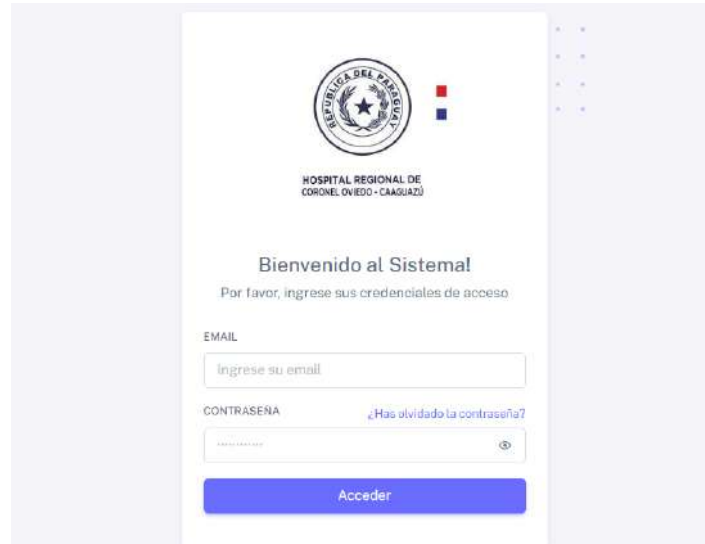 REPUBLICA DEL PARAGUAY
HOSPITAL REGIONAL DE
CORONEL OVIEDO - CAAGUAZÚ
Bienvenido al Sistema!
Por favor, ingrese sus credenciales de acceso
EMAIL
Ingrese su email
CONTRASEÑA
¿Has olvidado la contraseña?
Acceder